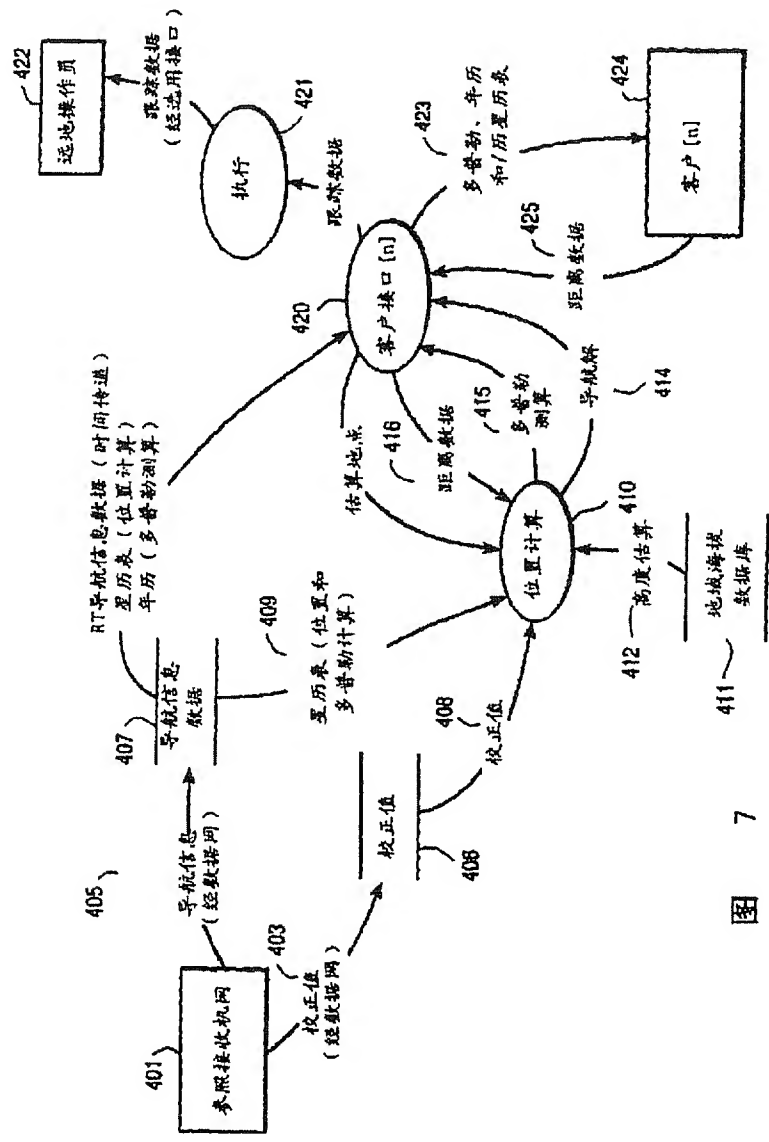 422
远地操作员
跟踪数据
(经选用接口)
421
执行
跟踪数据
423
多普勒、年历
和/历星历表
424
客户[n]
425
距离数据
420
客户接口[n]
RT导航信息数据(时间传递)
星历表(位置计算)
年历(多普勒测算)
估算地点
416
距离数据
415
多普勒
测算
导航解
414
407
导航信息
数据
409
星历表(位置和
多普勒计算)
位置计算
410
高度估算
412
地域海拔
数据库
411
408
校正值
校正值
406
405
导航信息
(经数据网)
403
校正值
(经数据网)
401
参照接收机网
图 7